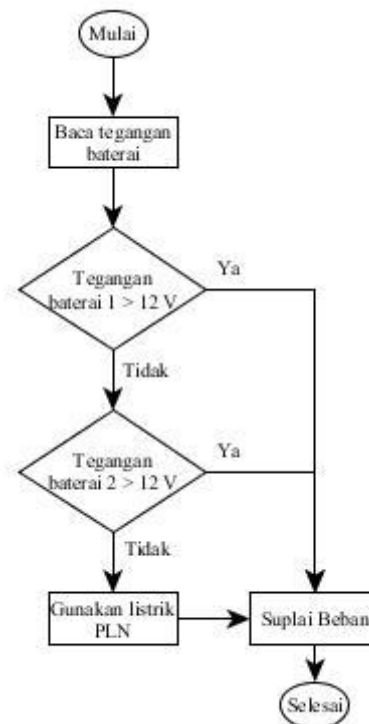 Mulai
Baca tegangan
baterai
Tegangan
baterai 1 > 12 V
Ya
Tidak
Tegangan
baterai 2 > 12 V
Ya
Tidak
Gunakan listrik
PLN
Suplai Beban
Selesai